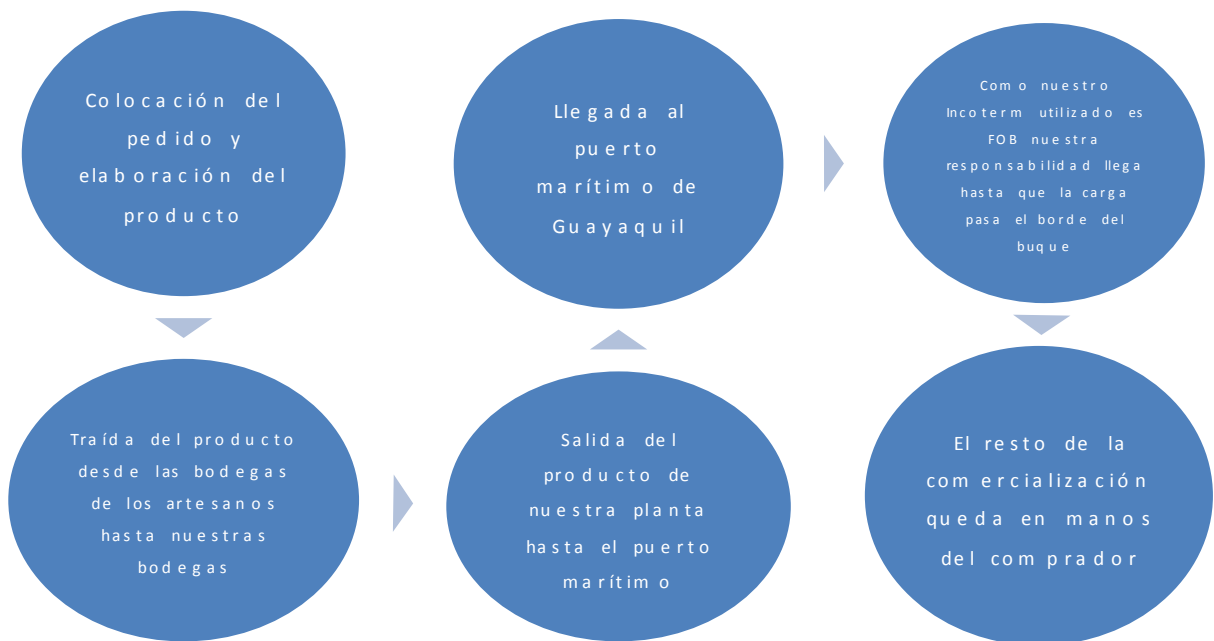 Colocación del
pedido y
elaboración del
producto
Traída del producto
desde las bodegas
de los artesanos
hasta nuestras
bodegas
Salida del
producto de
nuestra planta
hasta el puerto
marítimo
Llegada al
puerto
marítimo de
Guayaquil
Como nuestro
Incoterm utilizado es
FOB nuestra
responsabilidad llega
hasta que la carga
pasa el borde del
buque
El resto de la
comercialización
queda en manos
del comprador